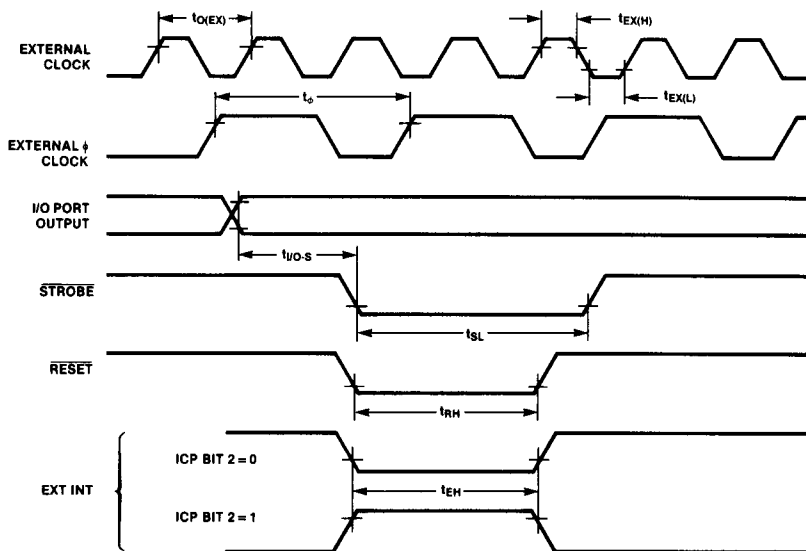 tO(EX)
tEX(H)
EXTERNAL
CLOCK
tEX(L)
tϕ
EXTERNAL ϕ
CLOCK
I/O PORT
OUTPUT
tI/O-S
STROBE
tSL
RESET
tRH
ICP BIT 2 = 0
EXT INT
tEH
ICP BIT 2 = 1